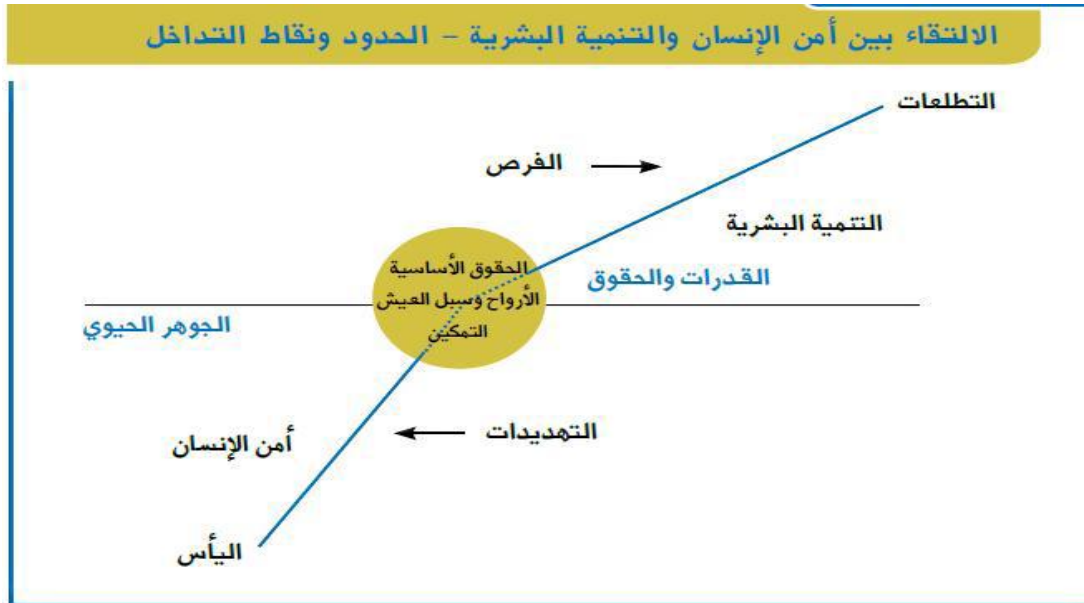 الالتقاء بين أمن الإنسان والتنمية البشرية – الحدود ونقاط التداخل
التطلعات
الفرص
التنمية البشرية
القدرات والحقوق
الحقوق الأساسية
الأرواح وسبل العيش
التمكين
الجوهر الحيوي
التهديدات
أمن الإنسان
اليأس